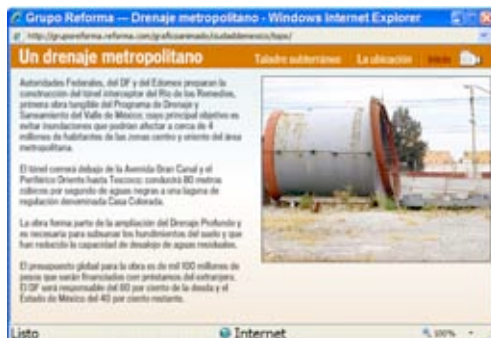 Grupo Reforma --- Drenaje metropolitano - Windows Internet Explorer
http://gruporeforma.reforma.com/graficoanimado/ciudaddemexico/topo/
Un drenaje metropolitano
Taladro subterráneo La ubicación Inicio
Autoridades Federales, del DF y del Edomex preparan la
construcción del túnel interceptor del Río de los Remedios,
primera obra tangible del Programa de Drenaje y
Saneamiento del Valle de México, cuyo principal objetivo es
evitar inundaciones que podrían afectar a cerca de 4
millones de habitantes de las zonas centro y oriente del área
metropolitana.
El túnel correrá debajo de la Avenida Gran Canal y el
Periférico Oriente hasta Texcoco; conducirá 80 metros
cúbicos por segundo de aguas negras a una laguna de
regulación denominada Casa Colorada.
La obra forma parte de la ampliación del Drenaje Profundo y
es necesaria para subsanar los hundimientos del suelo y que
han reducido la capacidad de desalojo de aguas residuales.
El presupuesto global para la obra es de mil 100 millones de
pesos que serán financiados con préstamos del extranjero.
El DF será responsable del 60 por ciento de la deuda y el
Estado de México del 40 por ciento restante.
Listo
Internet
100%